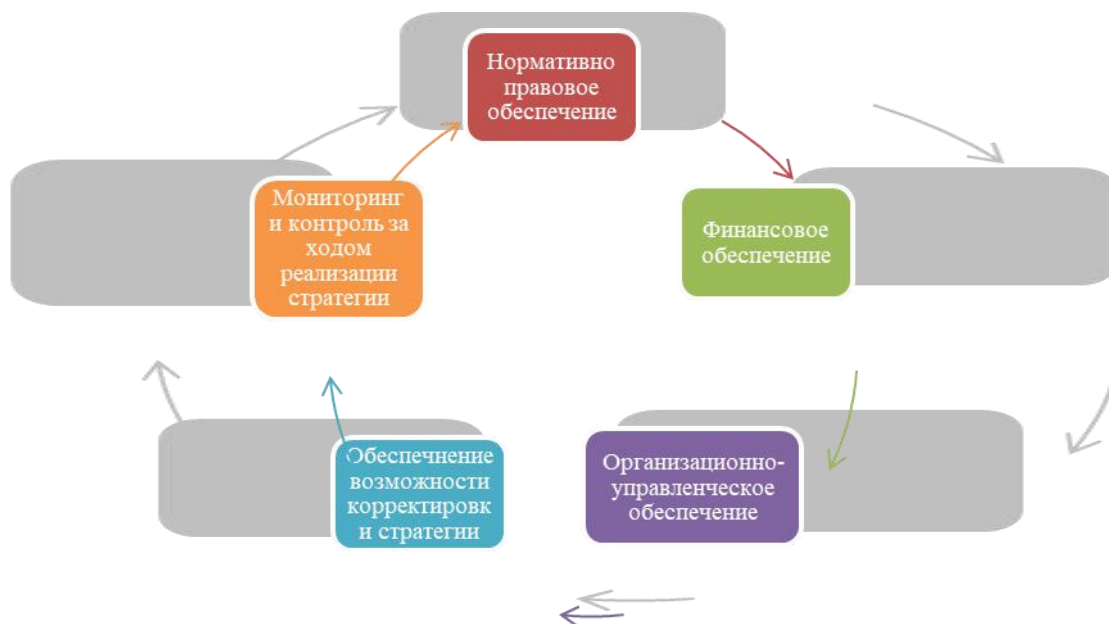 Нормативно
правовое
обеспечение
Финансовое
обеспечение
Организационно-
управленческое
обеспечение
Обеспечнение
возможности
корректировк
и стратегии
Мониторинг
и контроль за
ходом
реализации
стратегии